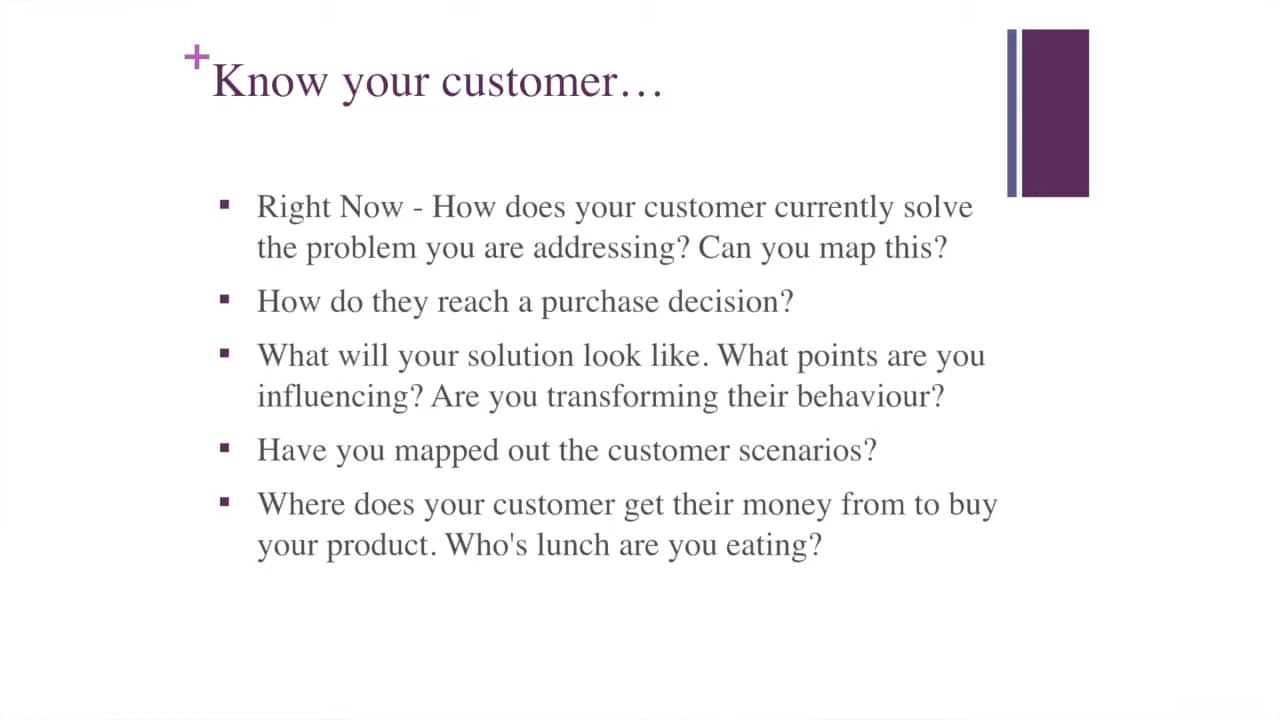 +
Know your customer…
▪ Right Now - How does your customer currently solve
the problem you are addressing? Can you map this?
▪ How do they reach a purchase decision?
▪ What will your solution look like. What points are you
influencing? Are you transforming their behaviour?
▪ Have you mapped out the customer scenarios?
▪ Where does your customer get their money from to buy
your product. Who's lunch are you eating?